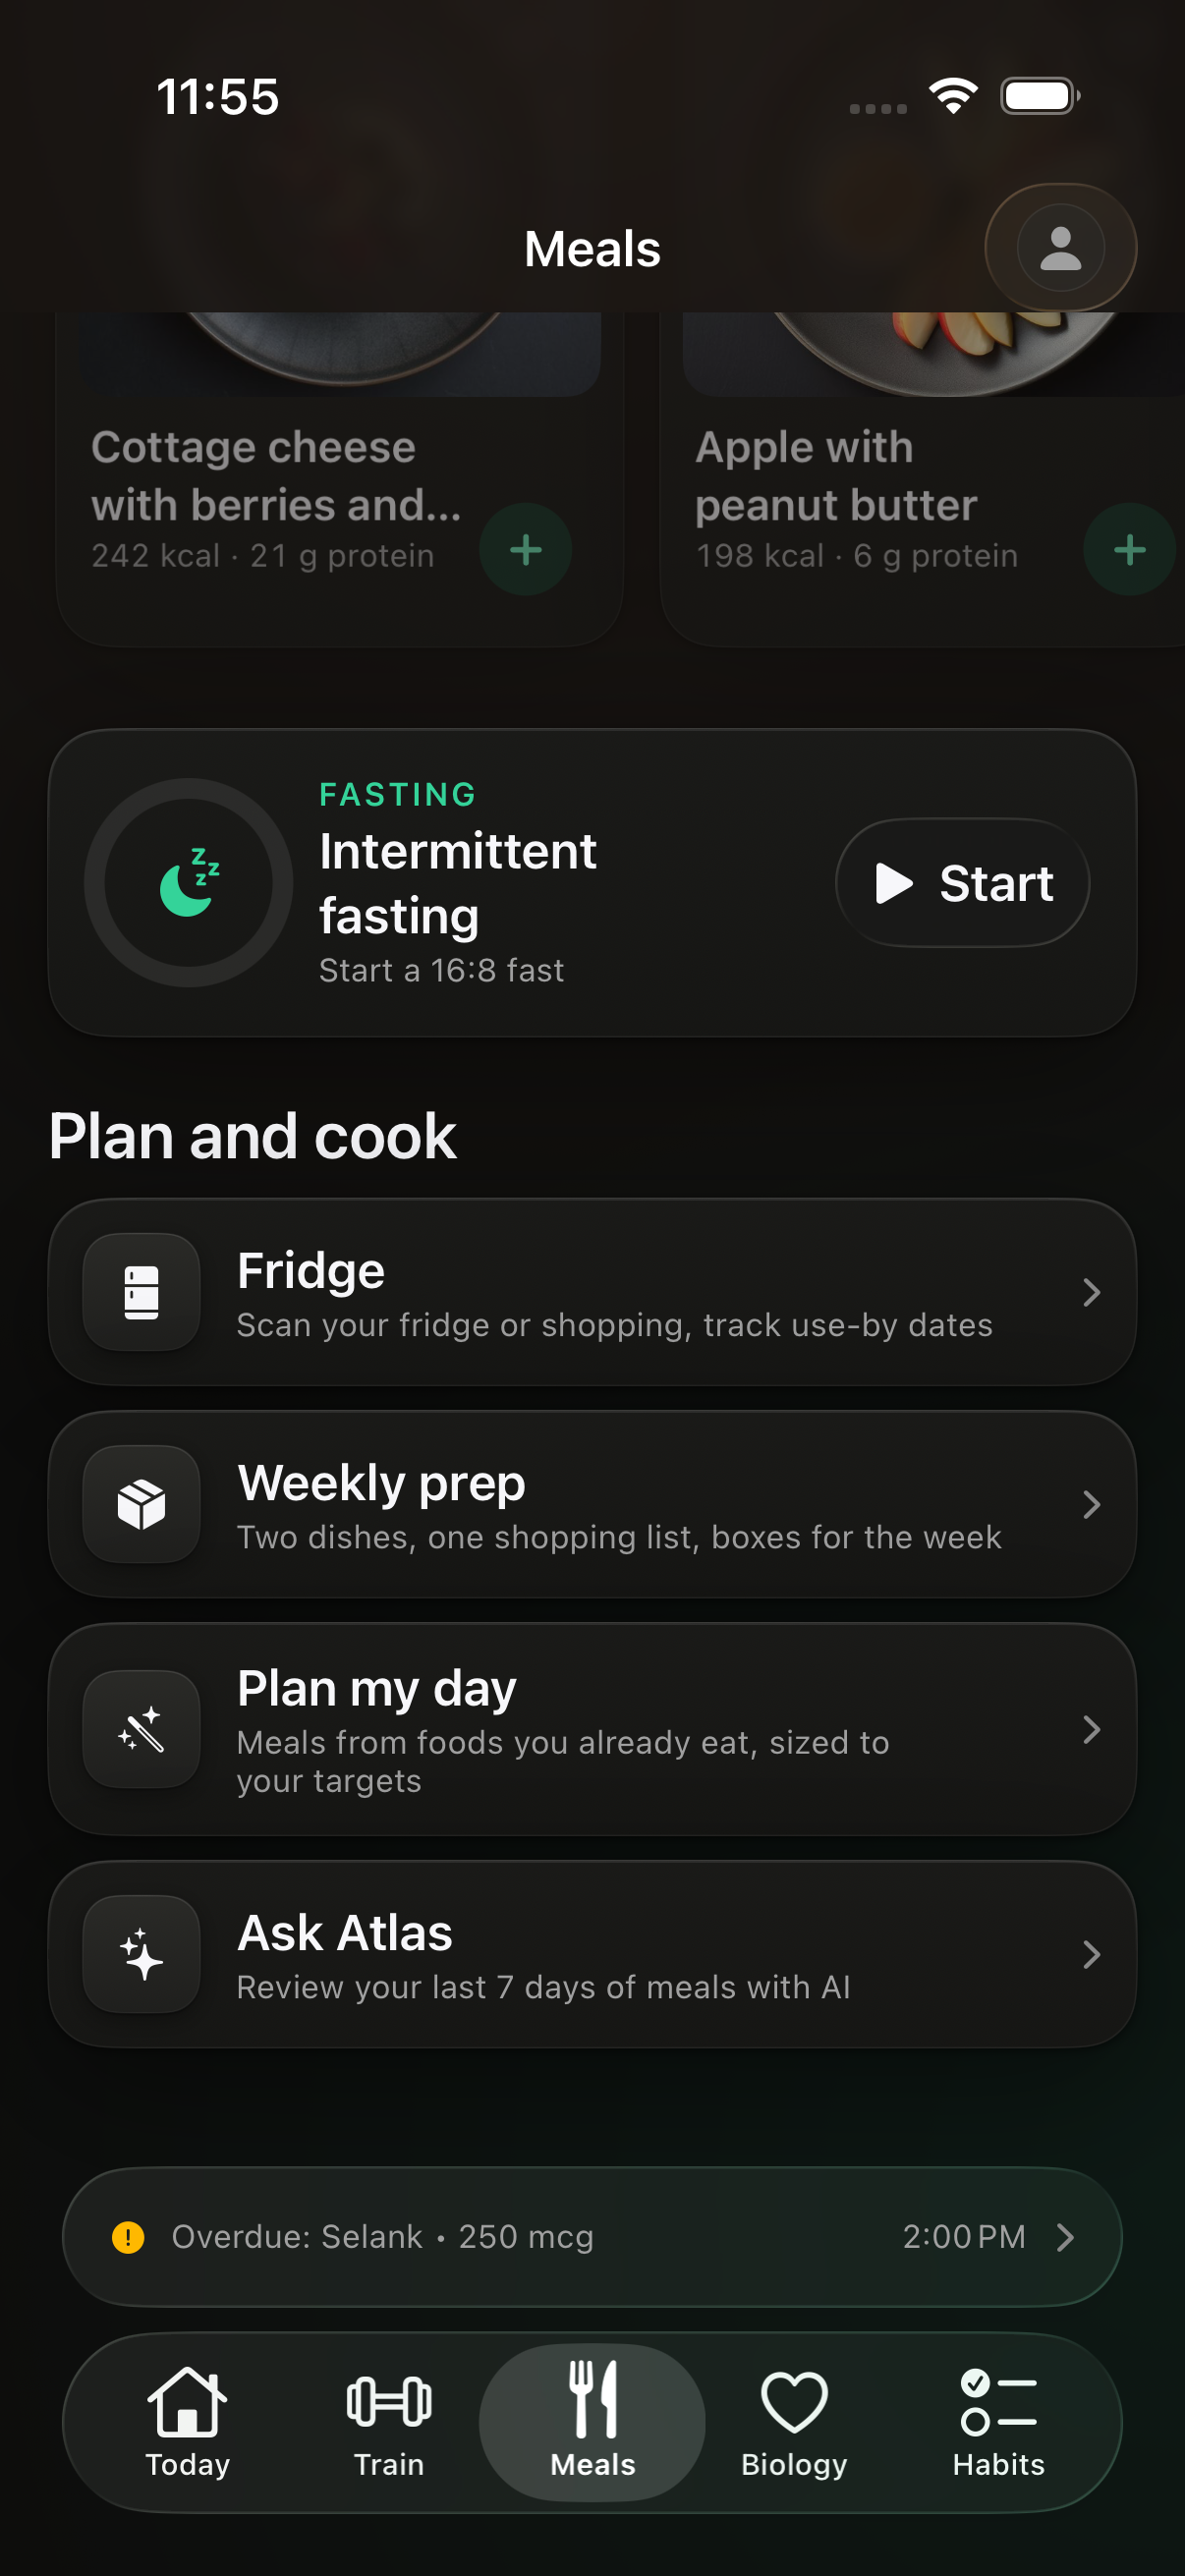 11:55
Meals
Cottage cheese
with berries and...
242 kcal · 21 g protein
Apple with
peanut butter
198 kcal · 6 g protein
FASTING
Intermittent
fasting
Start a 16:8 fast
Start
Plan and cook
Fridge
Scan your fridge or shopping, track use-by dates
Weekly prep
Two dishes, one shopping list, boxes for the week
Plan my day
Meals from foods you already eat, sized to
your targets
Ask Atlas
Review your last 7 days of meals with AI
Overdue: Selank • 250 mcg
2:00 PM
Today
Train
Meals
Biology
Habits